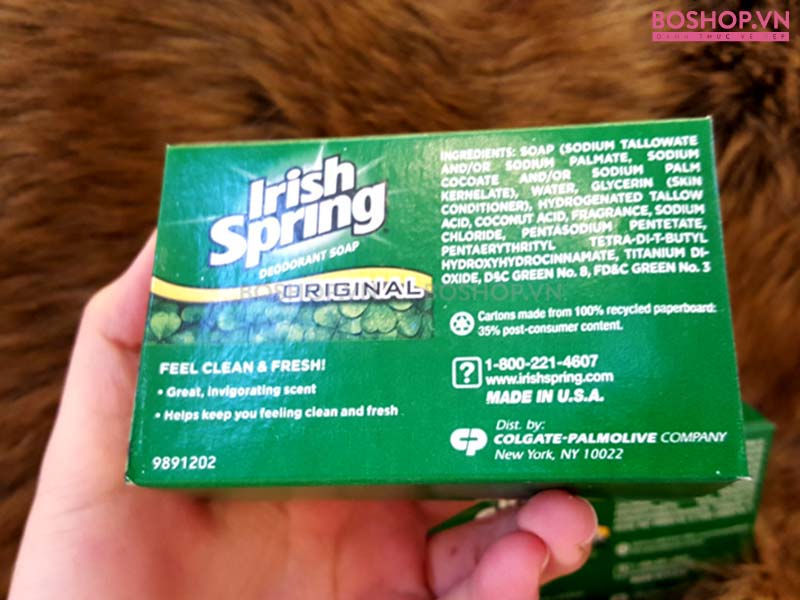 BOSHOP.VN
INGREDIENTS: SOAP (SODIUM TALLOWATE
AND/OR SODIUM PALMATE, SODIUM
COCOATE AND/OR SODIUM PALM
KERNELATE), WATER, GLYCERIN (SKIN
CONDITIONER), HYDROGENATED TALLOW
ACID, COCONUT ACID, FRAGRANCE, SODIUM
CHLORIDE, PENTASODIUM PENTETATE,
PENTAERYTHRITYL TETRA-DI-T-BUTYL
HYDROXYHYDROCINNAMATE, TITANIUM DI-
OXIDE, D&C GREEN No. 8, FD&C GREEN No. 3
Irish
Spring
DEODORANT SOAP
ORIGINAL
Cartons made from 100% recycled paperboard:
35% post-consumer content.
FEEL CLEAN & FRESH!
• Great, invigorating scent
• Helps keep you feeling clean and fresh
9891202
?
1-800-221-4607
www.irishspring.com
MADE IN U.S.A.
CP
Dist. by:
COLGATE-PALMOLIVE COMPANY
New York, NY 10022